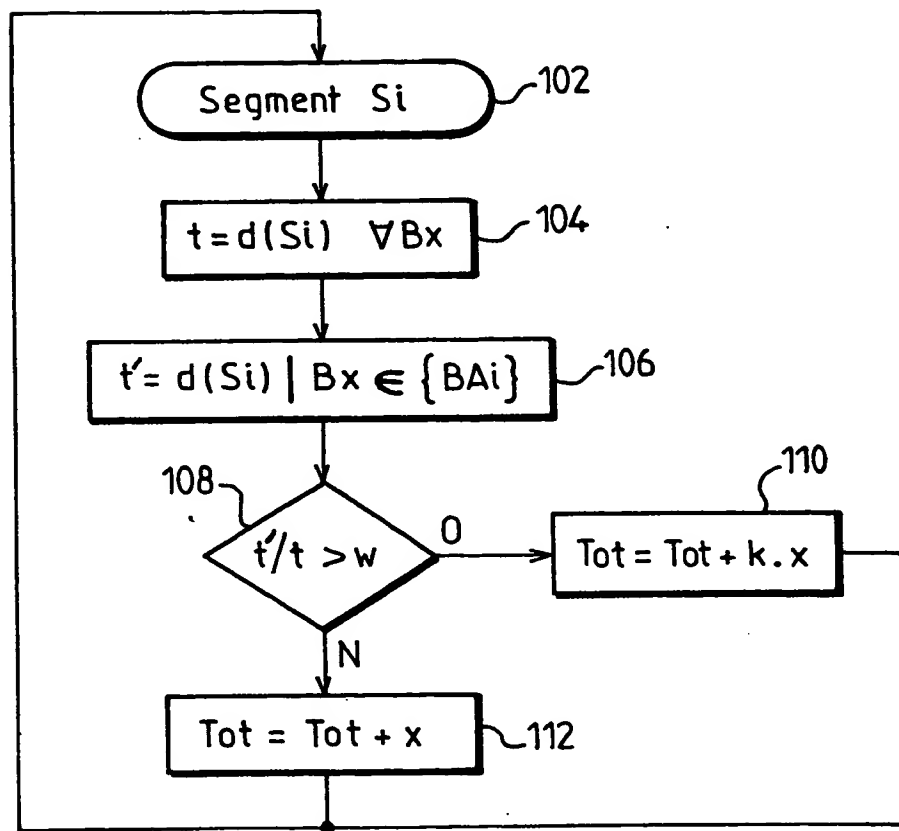 Segment Si
102
t = d(Si) ∀Bx
104
t' = d(Si) | Bx ∈ {BAi}
106
108
t'/t > w
O
110
Tot = Tot + k.x
N
Tot = Tot + x
112